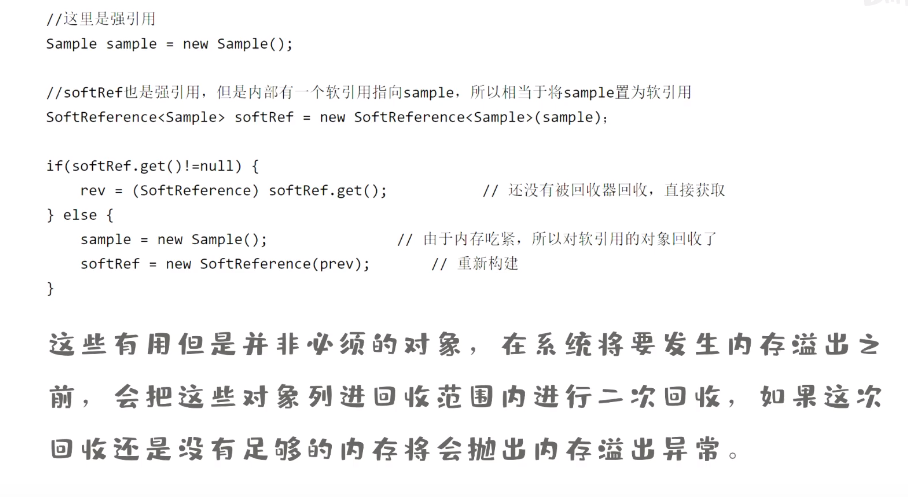 //这里是强引用
Sample sample = new Sample();
//softRef也是强引用，但是内部有一个软引用指向sample，所以相当于将sample置为软引用
SoftReference<Sample> softRef = new SoftReference<Sample>(sample);
if(softRef.get()!=null) {
rev = (SoftReference) softRef.get(); // 还没有被回收器回收，直接获取
} else {
sample = new Sample(); // 由于内存吃紧，所以对软引用的对象回收了
softRef = new SoftReference(prev); // 重新构建
}
这些有用但是并非必须的对象，在系统将要发生内存溢出之
前，会把这些对象列进回收范围内进行二次回收，如果这次
回收还是没有足够的内存将会抛出内存溢出异常。